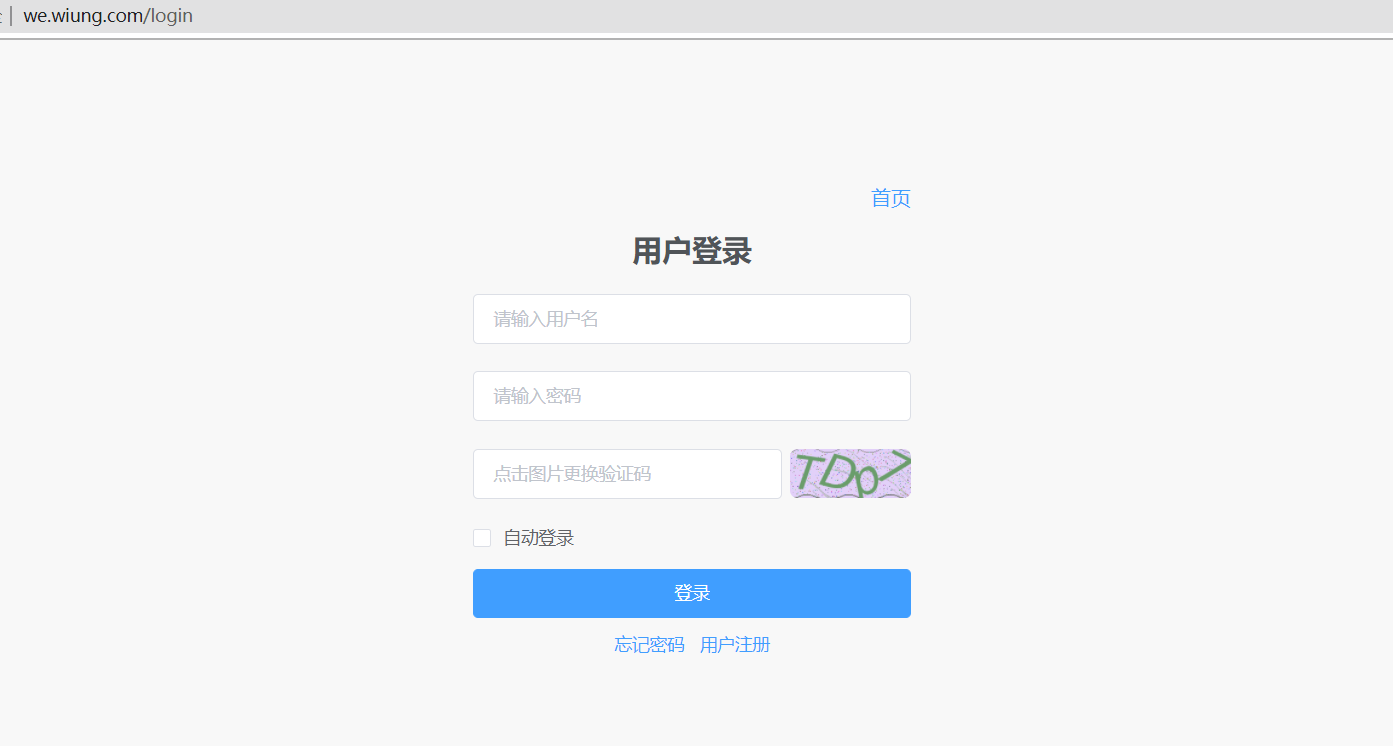 we.wiung.com/login
首页
用户登录
请输入用户名
请输入密码
点击图片更换验证码
自动登录
登录
忘记密码 用户注册